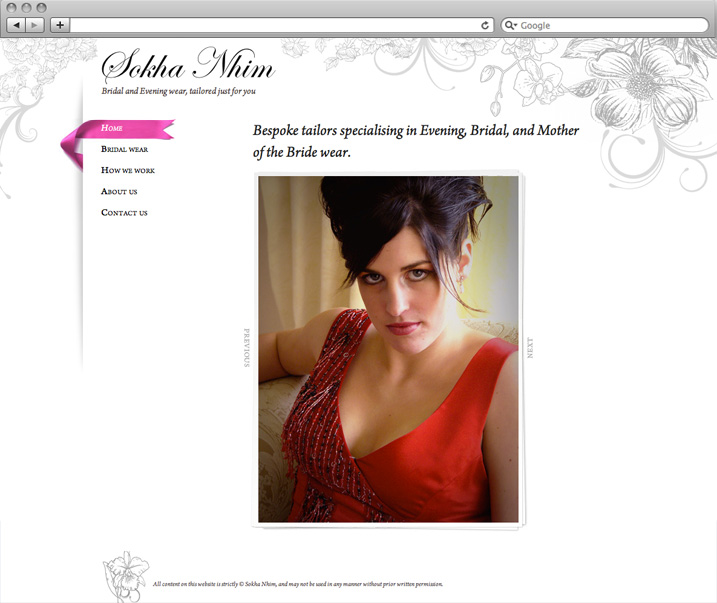 Google
Sokha Nhim
Bridal and Evening wear, tailored just for you
Home
Bridal wear
How we work
About us
Contact us
Bespoke tailors specialising in Evening, Bridal, and Mother
of the Bride wear.
PREVIOUS
NEXT
All content on this website is strictly © Sokha Nhim, and may not be used in any manner without prior written permission.